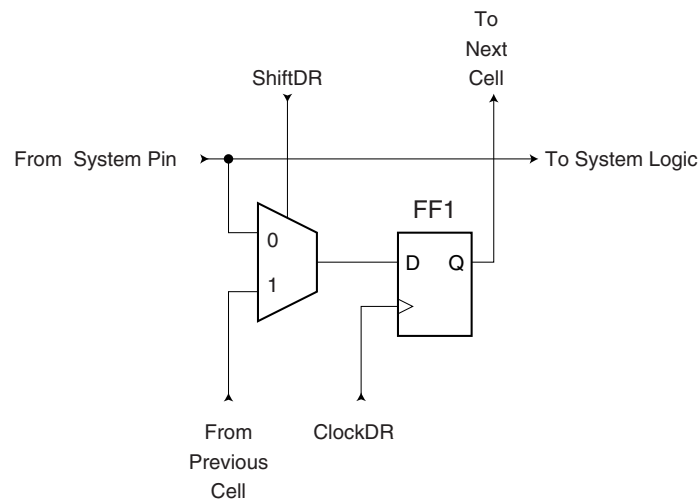 To
Next
Cell
ShiftDR
From System Pin
To System Logic
FF1
0
D Q
1
From
Previous
Cell
ClockDR